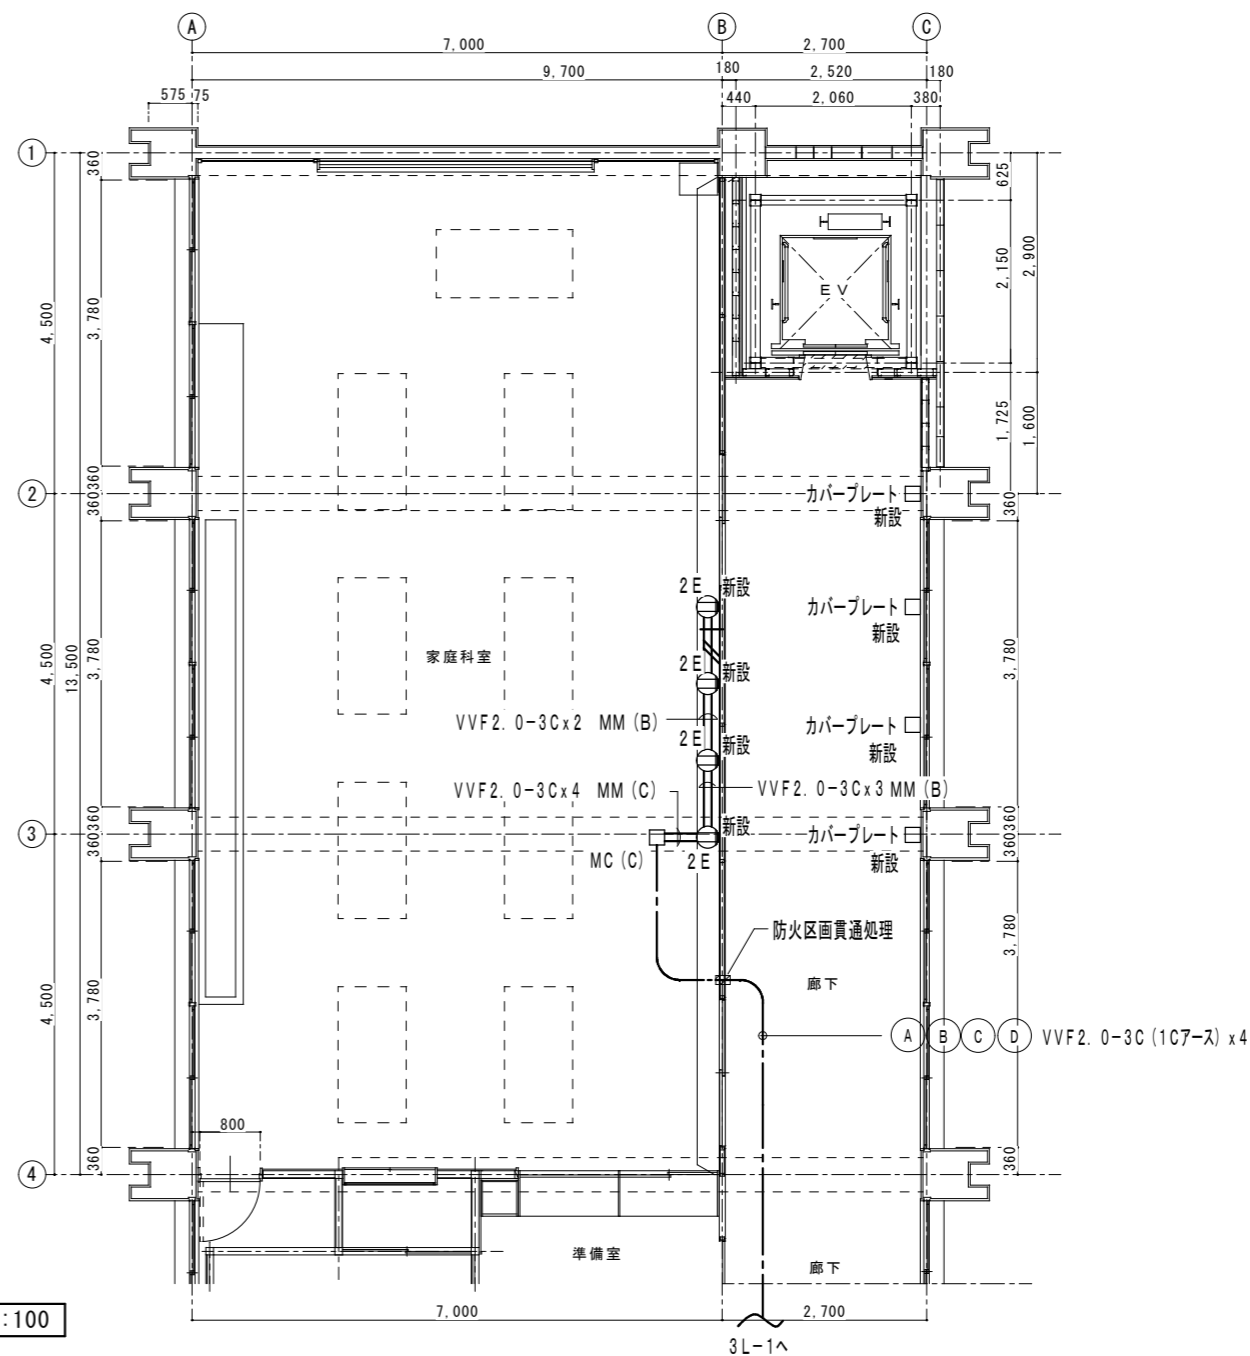 A B C
7,000 2,700
9,700 180 2,520 180
575 75 440 2,060 380
1
360
625
2,150
2,900
EV
4,500
3,780
1,725
1,600
360
360
2
カバープレート
新設
360
2E 新設
カバープレート
新設
家庭科室
4,500
13,500
3,780
3,780
2E 新設
VVF2.0-3Cx2 MM(B)
カバープレート
新設
2E 新設
VVF2.0-3Cx4 MM(C)
VVF2.0-3Cx3 MM(B)
360
360
3
新設
カバープレート
新設
360
360
MC(C) 2E
防火区画貫通処理
3,780
廊下
4,500
3,780
A B C D VVF2.0-3C(1Cアース)x4
800
360
4
360
準備室
廊下
:100
7,000 2,700
3L-1へ